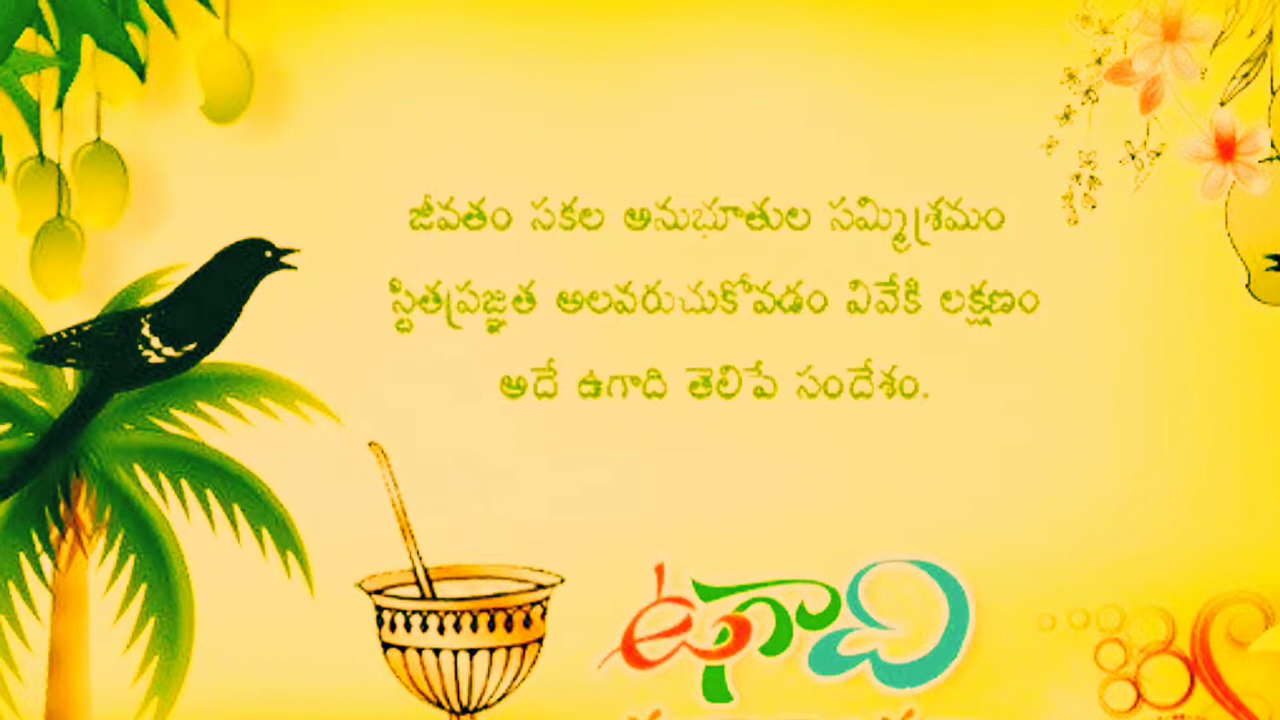 జీవతం సకల అనుభూతుల సమ్మిశ్రమం
స్టితప్రజ్ఞత అలవరుచుకోవడం వివేకి లక్షణం
అదే ఉగాది తెలిపే సందేశం.
ఉగాది